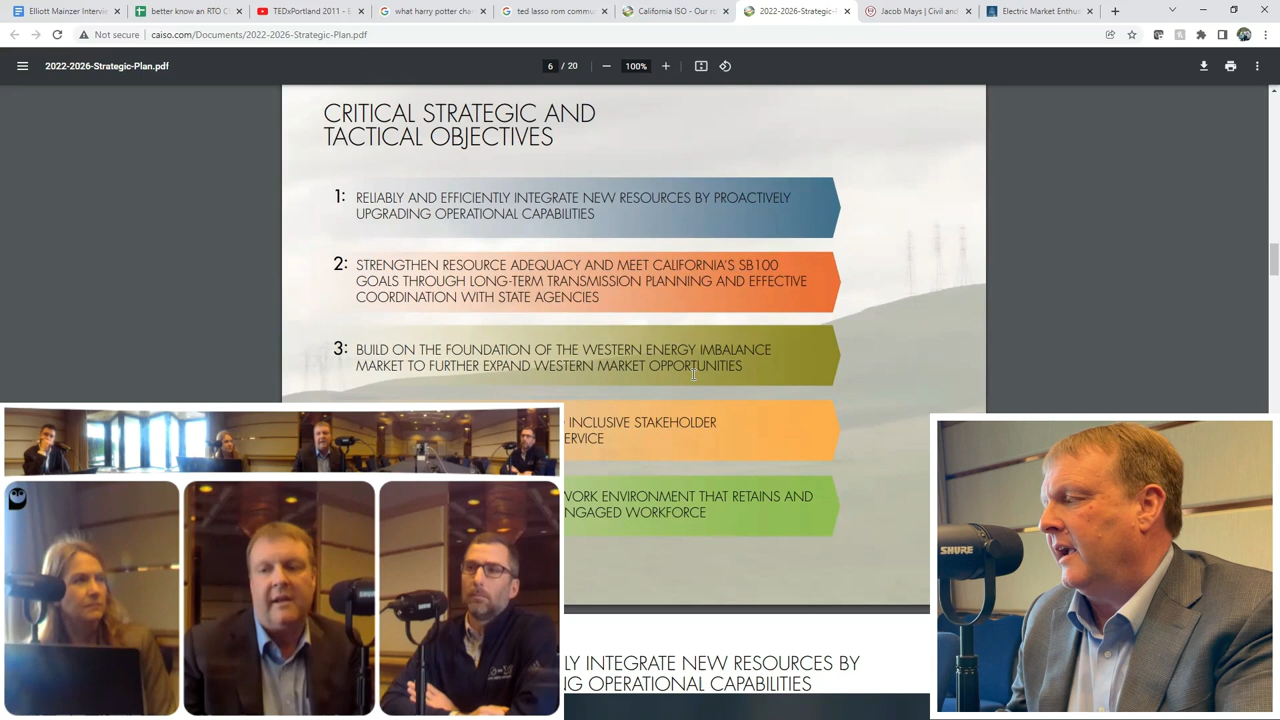 Elliott Mainzer Intervie
better know an RTO C
TEDxPortland 2011 - E
what harry potter cha
ted lasso rom commu
California ISO - Our r
2022-2026-Strategic-
Jacob Mays | Civil and
Electric Market Enthus
Not secure | caiso.com/Documents/2022-2026-Strategic-Plan.pdf
2022-2026-Strategic-Plan.pdf
6 / 20
100%
CRITICAL STRATEGIC AND
TACTICAL OBJECTIVES
1: RELIABLY AND EFFICIENTLY INTEGRATE NEW RESOURCES BY PROACTIVELY
UPGRADING OPERATIONAL CAPABILITIES
2: STRENGTHEN RESOURCE ADEQUACY AND MEET CALIFORNIA'S SB100
GOALS THROUGH LONG-TERM TRANSMISSION PLANNING AND EFFECTIVE
COORDINATION WITH STATE AGENCIES
3: BUILD ON THE FOUNDATION OF THE WESTERN ENERGY IMBALANCE
MARKET TO FURTHER EXPAND WESTERN MARKET OPPORTUNITIES
INCLUSIVE STAKEHOLDER
ERVICE
WORK ENVIRONMENT THAT RETAINS AND
NGAGED WORKFORCE
LY INTEGRATE NEW RESOURCES BY
G OPERATIONAL CAPABILITIES
SHURE